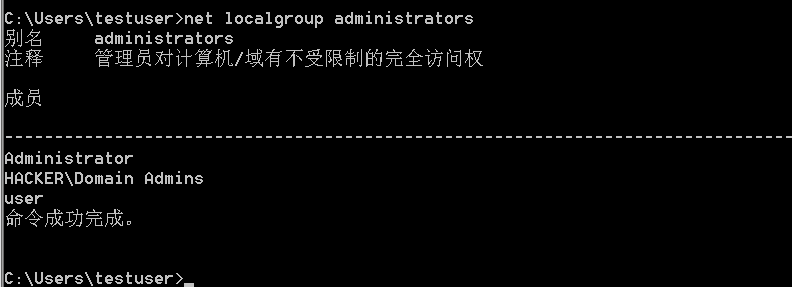 C:\Users\testuser>net localgroup administrators
别名     administrators
注释     管理员对计算机/域有不受限制的完全访问权
成员
-------------------------------------------------------------------------------
Administrator
HACKER\Domain Admins
user
命令成功完成。
C:\Users\testuser>_